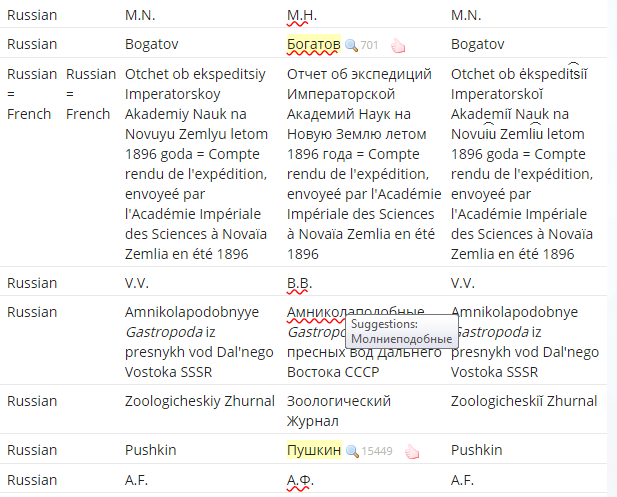 Russian
M.N.
М.Н.
M.N.
Russian
Bogatov
Богатов 701
Bogatov
Russian
=
French
Russian
=
French
Otchet ob ekspeditsiy
Imperatorskoy
Akademiy Nauk na
Novuyu Zemlyu letom
1896 goda = Compte
rendu de l'expédition,
envoyeé par
l'Académie Impériale
des Sciences à Novaïa
Zemlia en été 1896
Отчет об экспедиций
Императорской
Академий Наук на
Новую Землю летом
1896 года = Compte
rendu de l'expédition,
envoyeé par l'Académie
Impériale des Sciences
à Novaïa Zemlia en été
1896
Otchet ob ėkspedit͡siĭ
Imperatorskoĭ
Akademiĭ Nauk na
Novui͡u Zemli͡u letom
1896 goda = Compte
rendu de l'expédition,
envoyeé par
l'Académie Impériale
des Sciences à Novaïa
Zemlia en été 1896
Russian
V.V.
В.В.
V.V.
Russian
Amnikolapodobnyye
Gastropoda iz
presnykh vod Dal'nego
Vostoka SSSR
Амниколаподобные
Gastropo
пресных вод Дальнего
Востока СССР
Suggestions:
Молниеподобные
Amnikolapodobnye
Gastropoda iz
presnykh vod Dal'nego
Vostoka SSSR
Russian
Zoologicheskiy Zhurnal
Зоологический
Журнал
Zoologicheskiĭ Zhurnal
Russian
Pushkin
Пушкин 15449
Pushkin
Russian
A.F.
А.Ф.
A.F.